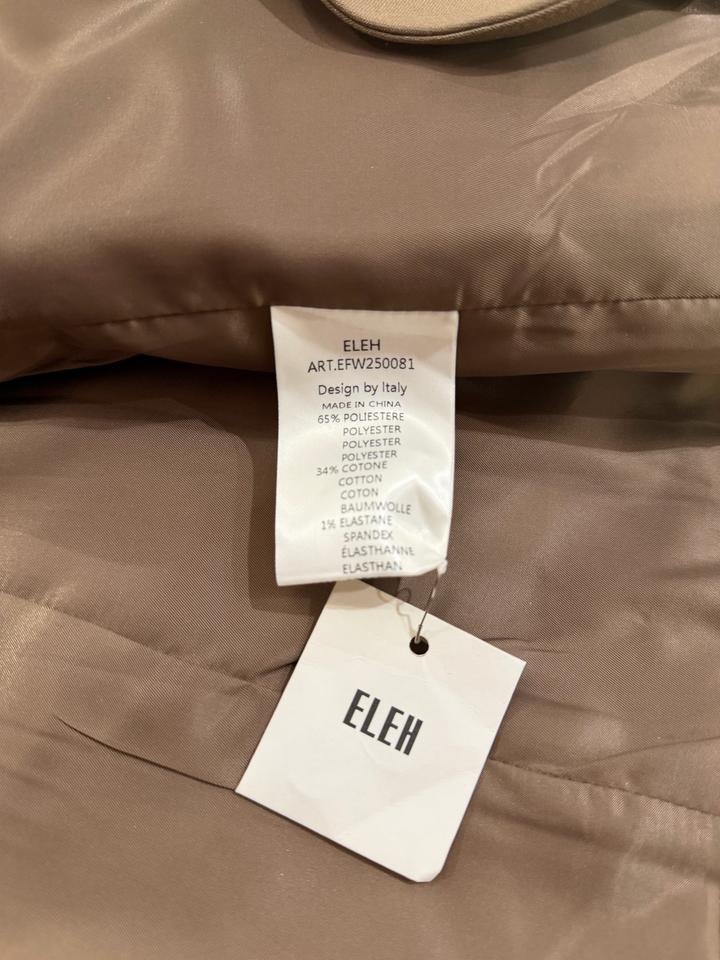 ELEH
ART.EFW250081
Design by Italy
MADE IN CHINA
65% POLIESTERE
POLYESTER
POLYESTER
POLYESTER
34% COTONE
COTTON
COTON
BAUMWOLLE
1% ELASTANE
SPANDEX
ÉLASTHANNE
ELASTHAN
ELEH